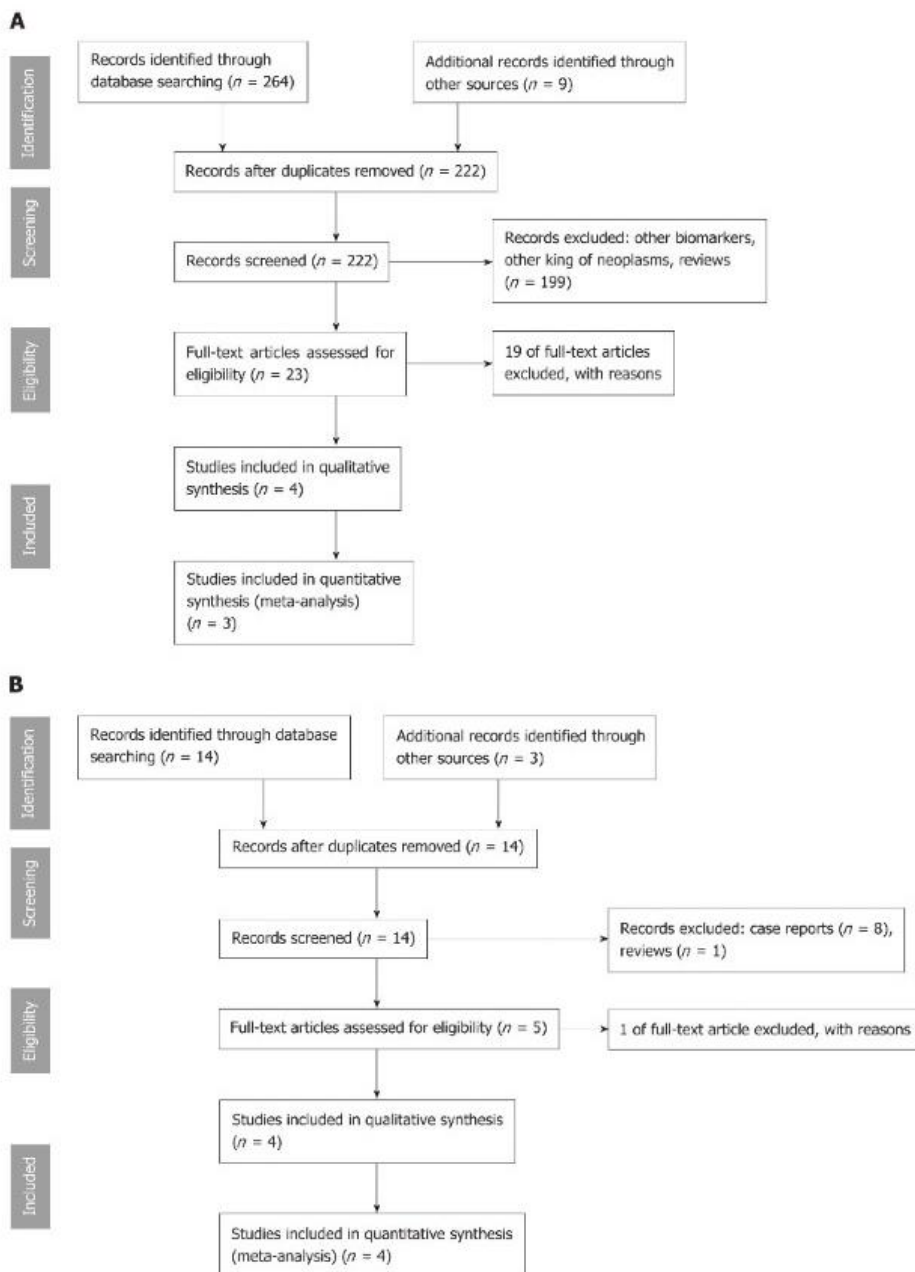 A
Identification
Records identified through
database searching (n = 264)
Additional records identified through
other sources (n = 9)
Records after duplicates removed (n = 222)
Screening
Records screened (n = 222)
Records excluded: other biomarkers,
other king of neoplasms, reviews
(n = 199)
Eligibility
Full-text articles assessed for
eligibility (n = 23)
19 of full-text articles
excluded, with reasons
Included
Studies included in qualitative
synthesis (n = 4)
Studies included in quantitative
synthesis (meta-analysis)
(n = 3)
B
Identification
Records identified through database
searching (n = 14)
Additional records identified through
other sources (n = 3)
Records after duplicates removed (n = 14)
Screening
Records screened (n = 14)
Records excluded: case reports (n = 8),
reviews (n = 1)
Eligibility
Full-text articles assessed for eligibility (n = 5)
1 of full-text article excluded, with reasons
Included
Studies included in qualitative synthesis
(n = 4)
Studies included in quantitative synthesis
(meta-analysis) (n = 4)